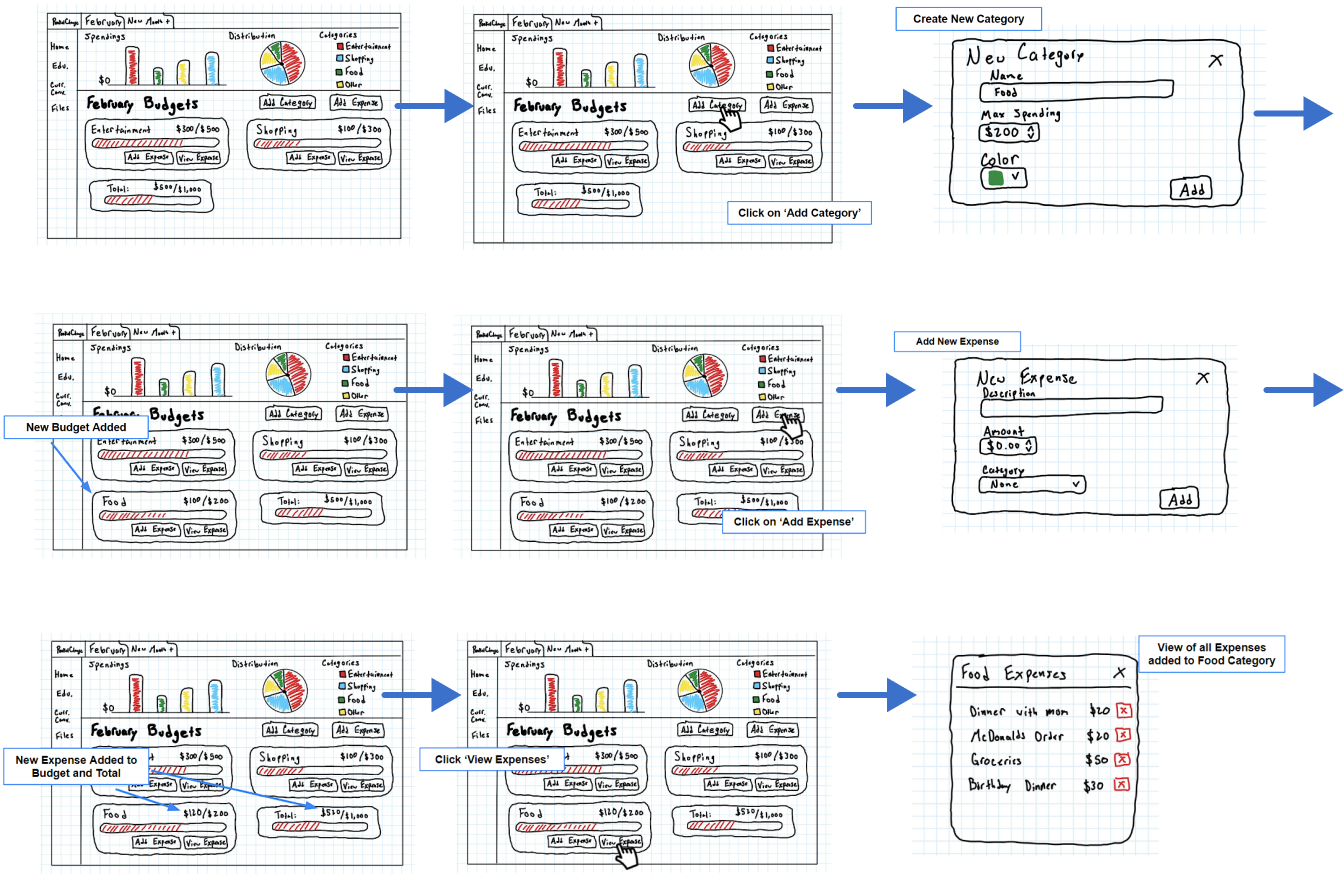 PocketChange February New Month +
Home
Edu.
Curr. Conv.
Files
Spendings
$0
Distribution
Categories
Entertainment
Shopping
Food
Other
February Budgets
Add Category
Add Expense
Entertainment $300/$500
Add Expense View Expense
Shopping $100/$300
Add Expense View Expense
Total: $500/$1,000
PocketChange February New Month +
Home
Edu.
Curr. Conv.
Files
Spendings
$0
Distribution
Categories
Entertainment
Shopping
Food
Other
February Budgets
Add Category
Add Expense
Entertainment $300/$500
Add Expense View Expense
Shopping $100/$300
Add Expense View Expense
Total: $500/$1,000
Click on ‘Add Category’
Create New Category
New Category X
Name
Food
Max Spending
$200
Color
Add
PocketChange February New Month +
Home
Edu.
Curr. Conv.
Files
Spendings
$0
Distribution
Categories
Entertainment
Shopping
Food
Other
February Budgets
Add Category
Add Expense
New Budget Added
Entertainment $300/$500
Add Expense View Expense
Shopping $100/$300
Add Expense View Expense
Food $100/$200
Add Expense View Expense
Total: $500/$1,000
PocketChange February New Month +
Home
Edu.
Curr. Conv.
Files
Spendings
$0
Distribution
Categories
Entertainment
Shopping
Food
Other
February Budgets
Add Category
Add Expense
Entertainment $300/$500
Add Expense View Expense
Shopping $100/$300
Add Expense View Expense
Food $100/$200
Add Expense View Expense
Total: $500/$1,000
Click on ‘Add Expense’
Add New Expense
New Expense X
Description
Amount
$0.00
Category
None
Add
PocketChange February New Month +
Home
Edu.
Curr. Conv.
Files
Spendings
$0
Distribution
Categories
Entertainment
Shopping
Food
Other
February Budgets
Add Category
Add Expense
New Expense Added to
Budget and Total
$300/$500
Expense View Expense
Shopping $100/$300
Add Expense View Expense
Food $120/$200
Add Expense View Expense
Total: $520/$1,000
PocketChange February New Month +
Home
Edu.
Curr. Conv.
Files
Spendings
$0
Distribution
Categories
Entertainment
Shopping
Food
Other
February Budgets
Add Category
Add Expense
Click ‘View Expenses’
$300/$500
Add Expense View Expense
Shopping $100/$300
Add Expense View Expense
Food $120/$200
Add Expense View Expense
Total: $520/$1,000
View of all Expenses
added to Food Category
Food Expenses X
Dinner with mom $20 X
McDonalds Order $20 X
Groceries $50 X
Birthday Dinner $30 X